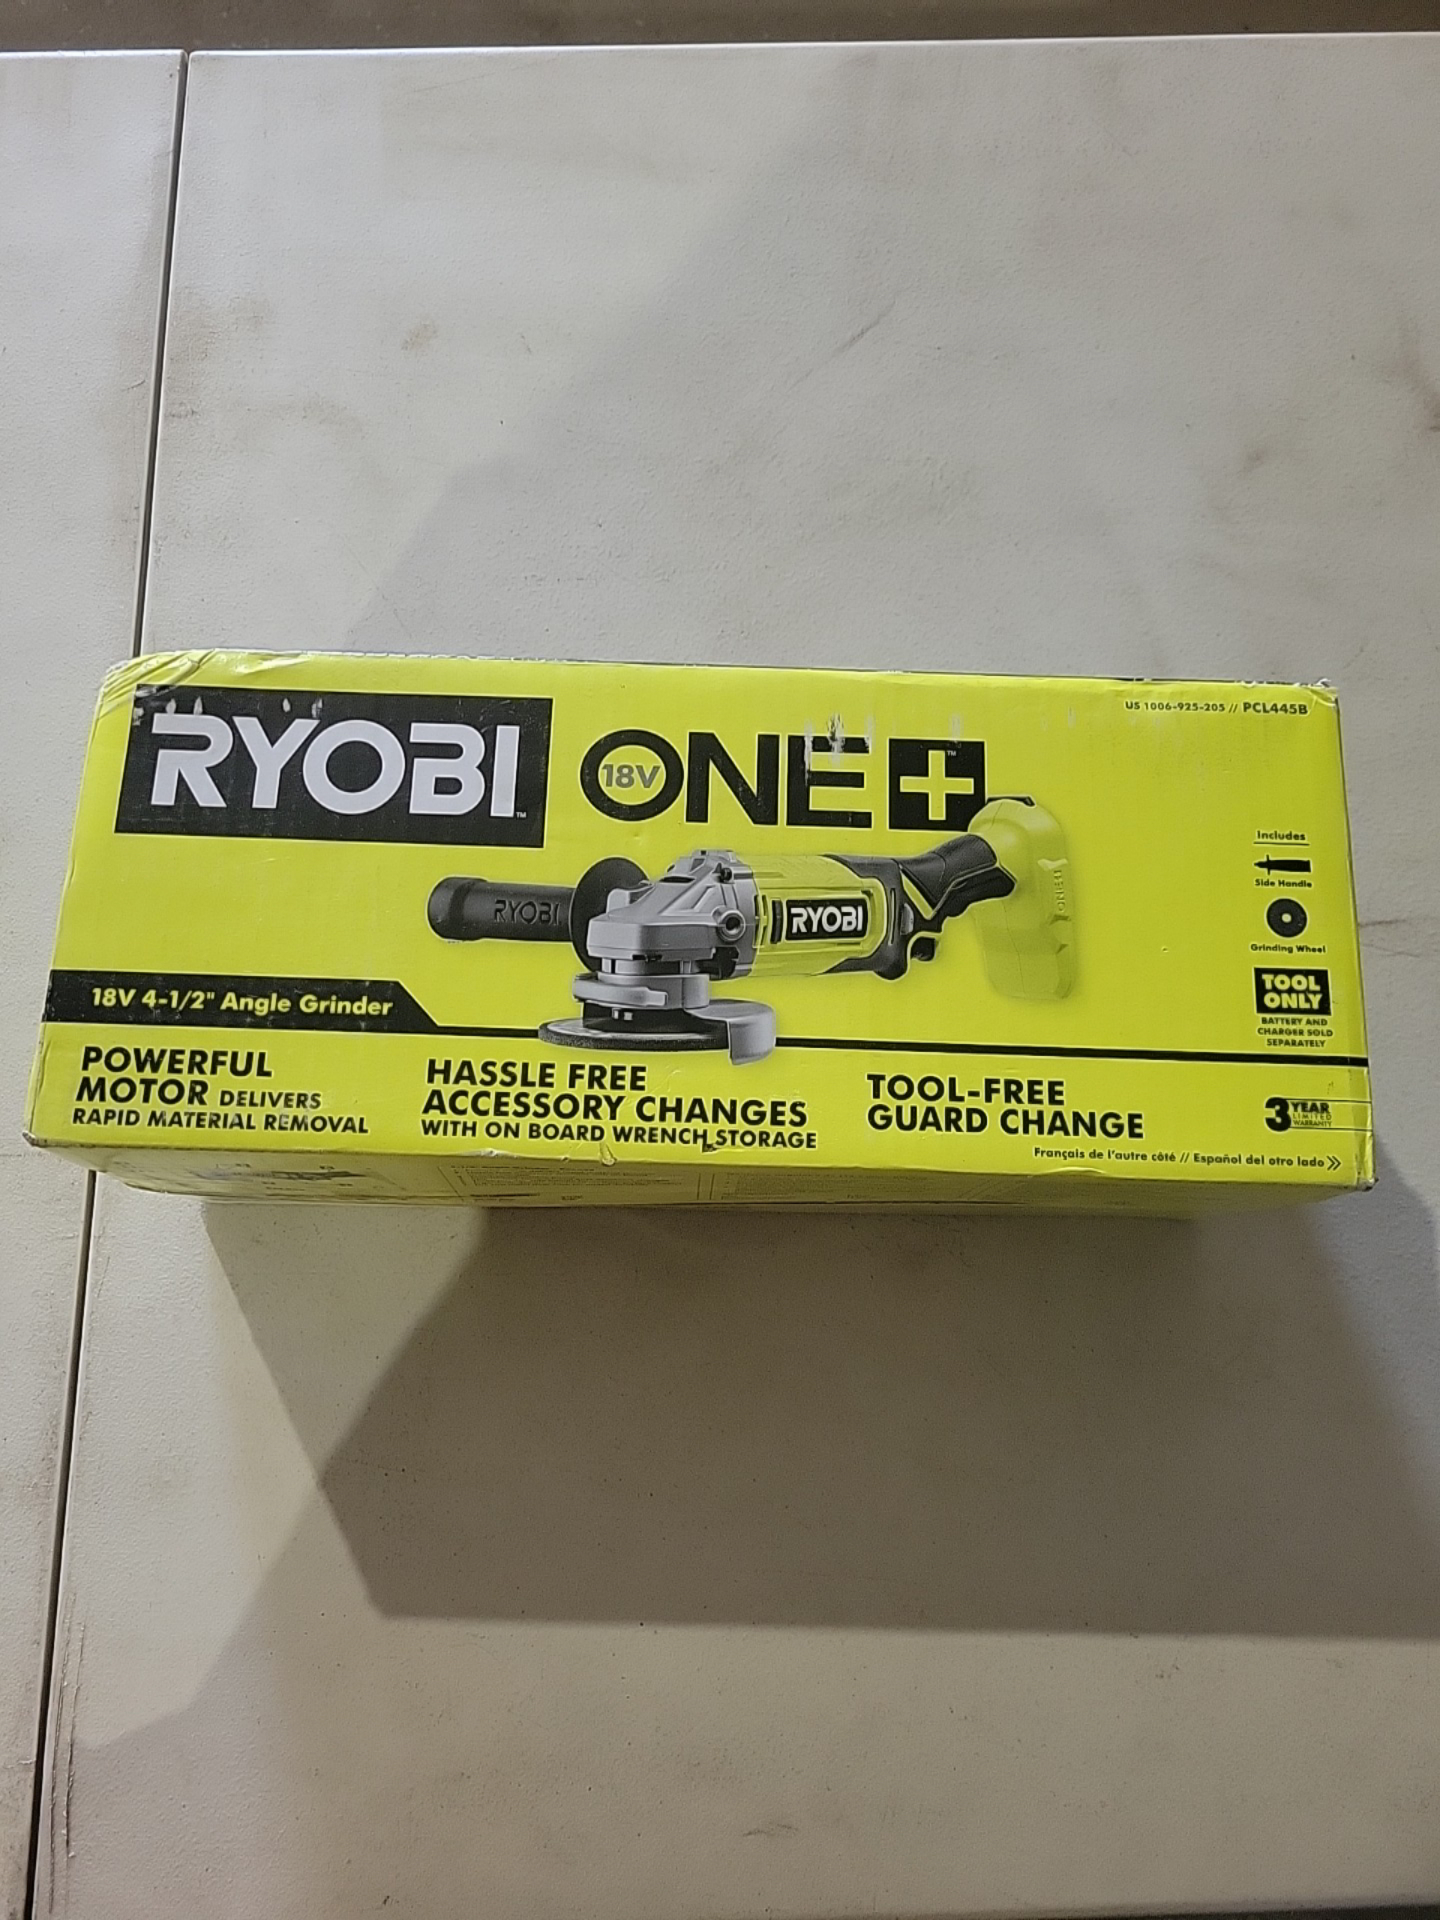 US 1006-925-205 // PCL445B
RYOBI™
18V ONE+™
Includes
Side Handle
Grinding Wheel
RYOBI
RYOBI
ONE+
TOOL
ONLY
BATTERY AND
CHARGER SOLD
SEPARATELY
18V 4-1/2" Angle Grinder
POWERFUL
MOTOR DELIVERS
RAPID MATERIAL REMOVAL
HASSLE FREE
ACCESSORY CHANGES
WITH ON BOARD WRENCH STORAGE
TOOL-FREE
GUARD CHANGE
3 YEAR
LIMITED
WARRANTY
Français de l'autre côté // Español del otro lado